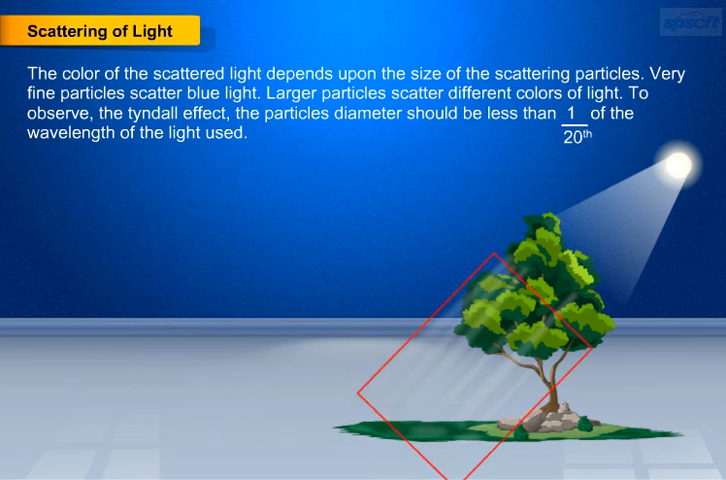 spsoft
Scattering of Light
The color of the scattered light depends upon the size of the scattering particles. Very
fine particles scatter blue light. Larger particles scatter different colors of light. To
observe, the tyndall effect, the particles diameter should be less than 1/20th of the
wavelength of the light used.